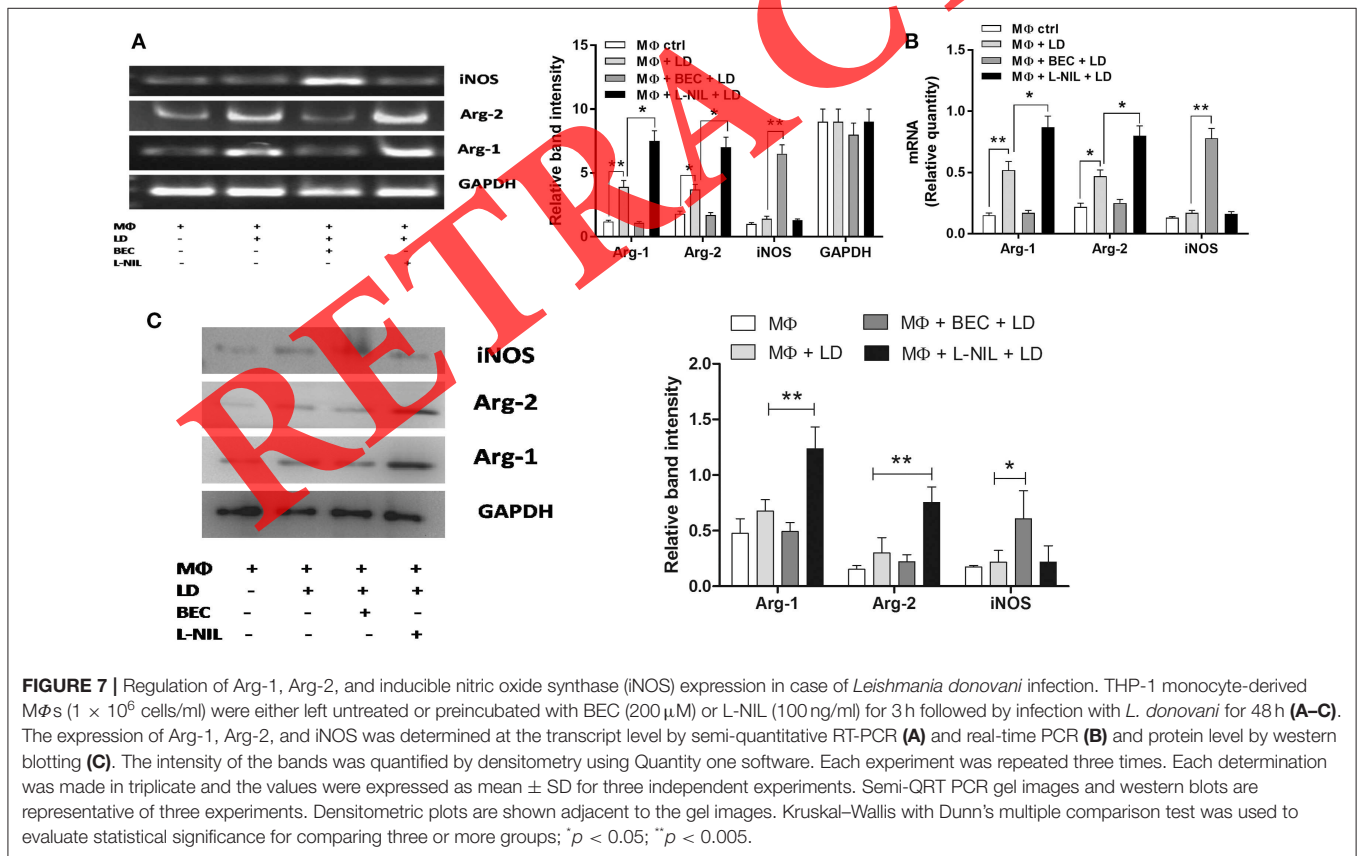 A
iNOS
Arg-2
Arg-1
GAPDH
MΦ + + + +
LD - + + +
BEC - - + -
L-NIL - - - +
MΦ ctrl
MΦ + LD
MΦ + BEC + LD
MΦ + L-NIL + LD
Relative band intensity
15
10
5
0
** * * * **
Arg-1 Arg-2 iNOS GAPDH
B
MΦ ctrl
MΦ + LD
MΦ + BEC + LD
MΦ + L-NIL + LD
mRNA
(Relative quantity)
1.5
1.0
0.5
0.0
** * * * **
Arg-1 Arg-2 iNOS
C
iNOS
Arg-2
Arg-1
GAPDH
MΦ + + + +
LD - + + +
BEC - - + -
L-NIL - - - +
MΦ MΦ + BEC + LD
MΦ + LD MΦ + L-NIL + LD
Relative band intensity
2.0
1.5
1.0
0.5
0.0
** ** *
Arg-1 Arg-2 iNOS
RETRAC
FIGURE 7 | Regulation of Arg-1, Arg-2, and inducible nitric oxide synthase (iNOS) expression in case of Leishmania donovani infection. THP-1 monocyte-derived
MΦs (1 × 10⁶ cells/ml) were either left untreated or preincubated with BEC (200 μM) or L-NIL (100 ng/ml) for 3 h followed by infection with L. donovani for 48 h (A–C).
The expression of Arg-1, Arg-2, and iNOS was determined at the transcript level by semi-quantitative RT-PCR (A) and real-time PCR (B) and protein level by western
blotting (C). The intensity of the bands was quantified by densitometry using Quantity one software. Each experiment was repeated three times. Each determination
was made in triplicate and the values were expressed as mean ± SD for three independent experiments. Semi-QRT PCR gel images and western blots are
representative of three experiments. Densitometric plots are shown adjacent to the gel images. Kruskal–Wallis with Dunn's multiple comparison test was used to
evaluate statistical significance for comparing three or more groups; *p < 0.05; **p < 0.005.